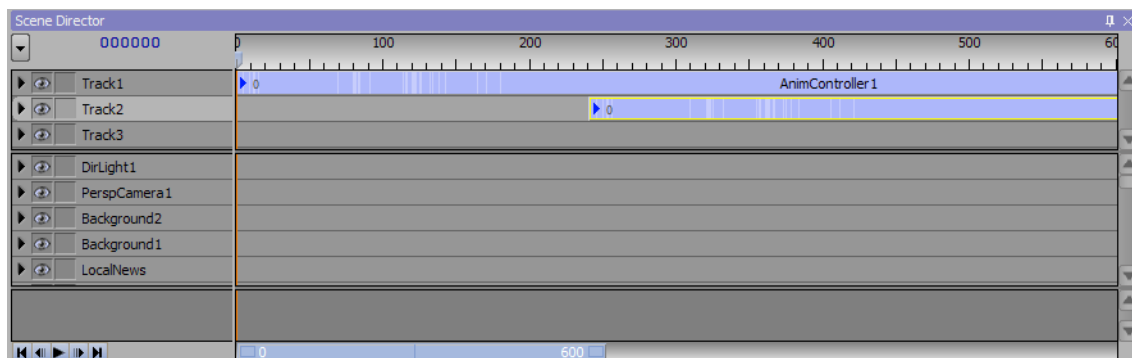 Scene Director
000000 0 100 200 300 400 500 60
Track1 0 AnimController1
Track2 0
Track3
DirLight1
PerspCamera1
Background2
Background1
LocalNews
0 600